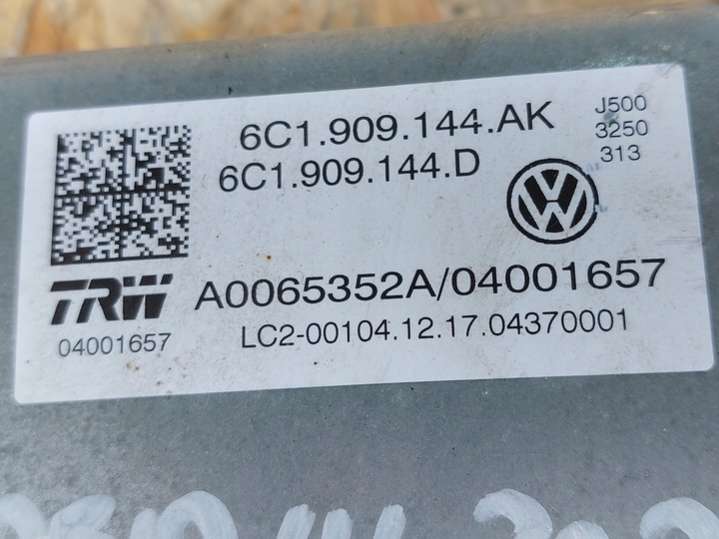 6C1.909.144.AK
6C1.909.144.D
J500
3250
313
TRW
A0065352A/04001657
04001657
LC2-00104.12.17.04370001